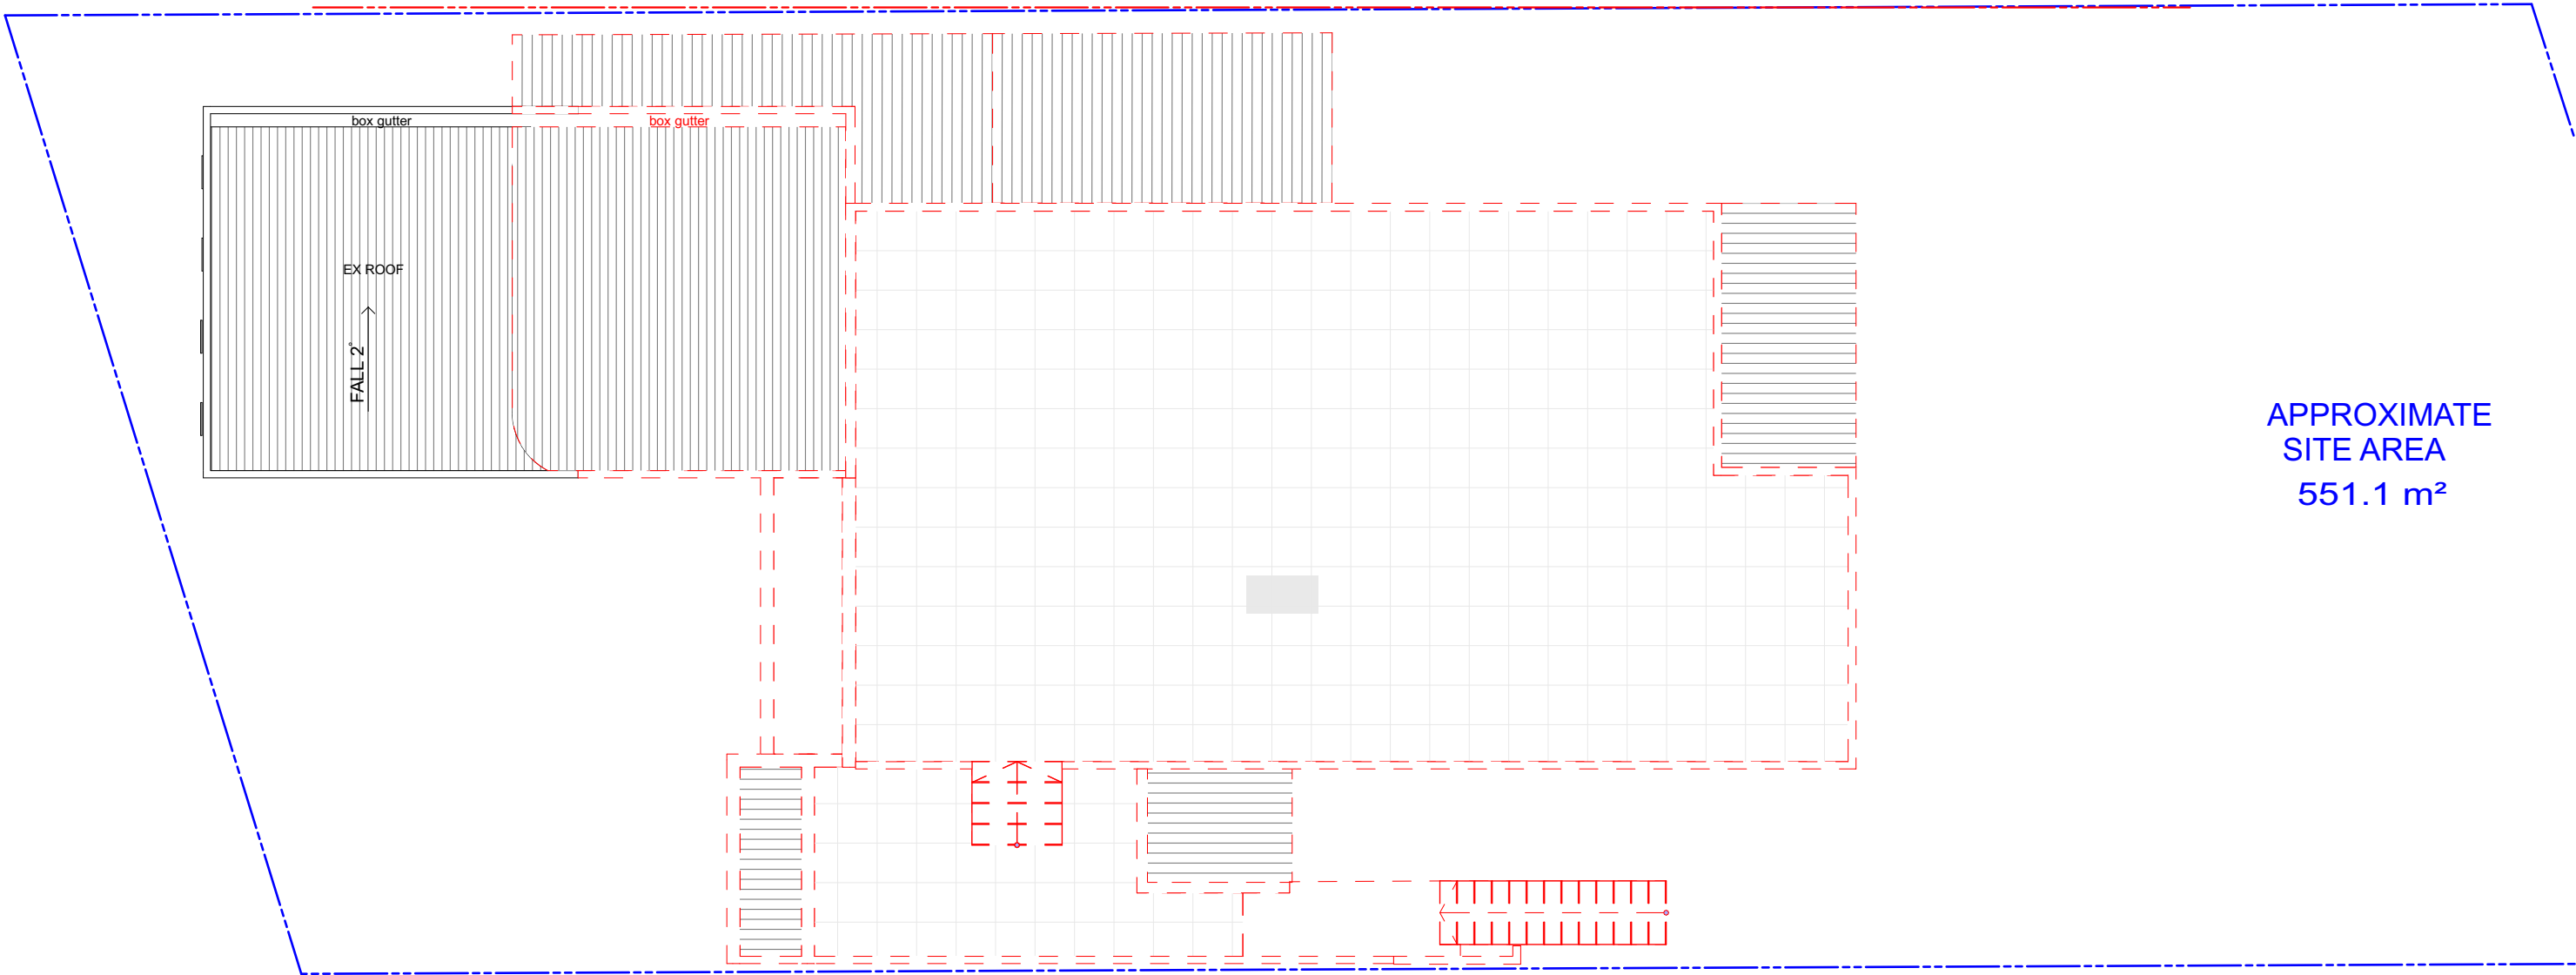 box gutter
box gutter
EX ROOF
FALL 2°
APPROXIMATE
SITE AREA
551.1 m²